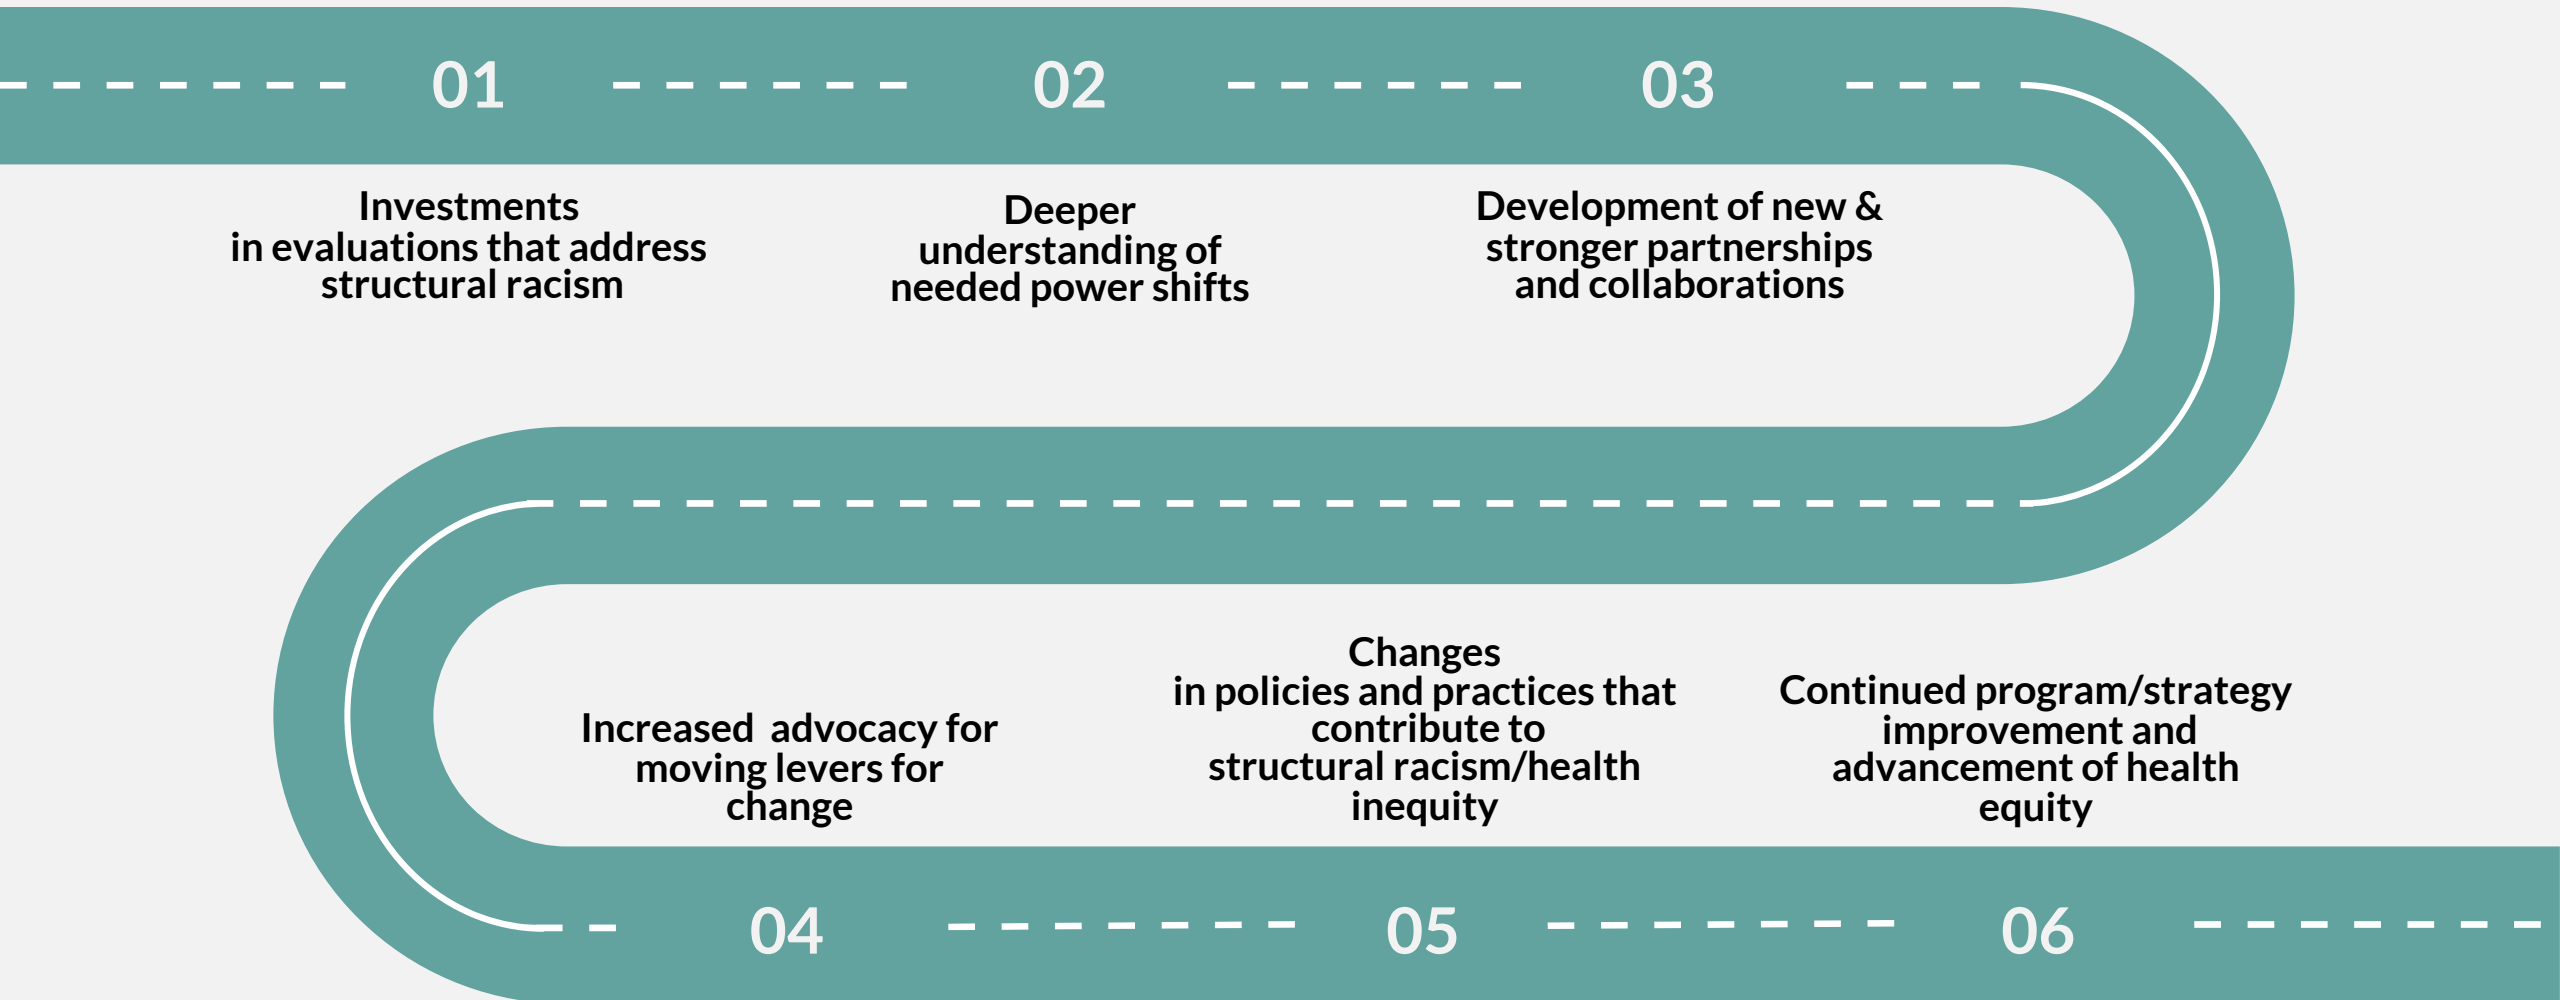 01
02
03
Investments
in evaluations that address
structural racism
Deeper
understanding of
needed power shifts
Development of new &
stronger partnerships
and collaborations
Increased  advocacy for
moving levers for
change
Changes
in policies and practices that
contribute to
structural racism/health
inequity
Continued program/strategy
improvement and
advancement of health
equity
04
05
06